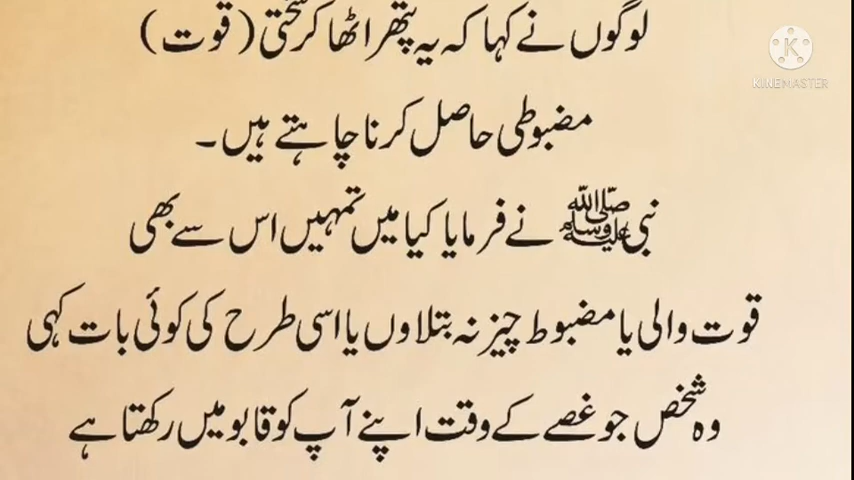 لوگوں نے کہا کہ یہ پتھر اٹھا کر سختی (قوت)
مضبوطی حاصل کرنا چاہتے ہیں۔
نبی ﷺ نے فرمایا کیا میں تمہیں اس سے بھی
قوت والی یا مضبوط چیز نہ بتلاوں یا اسی طرح کی کوئی بات کہی
وہ شخص جو غصے کے وقت اپنے آپ کو قابو میں رکھتا ہے
K
KINEMASTER